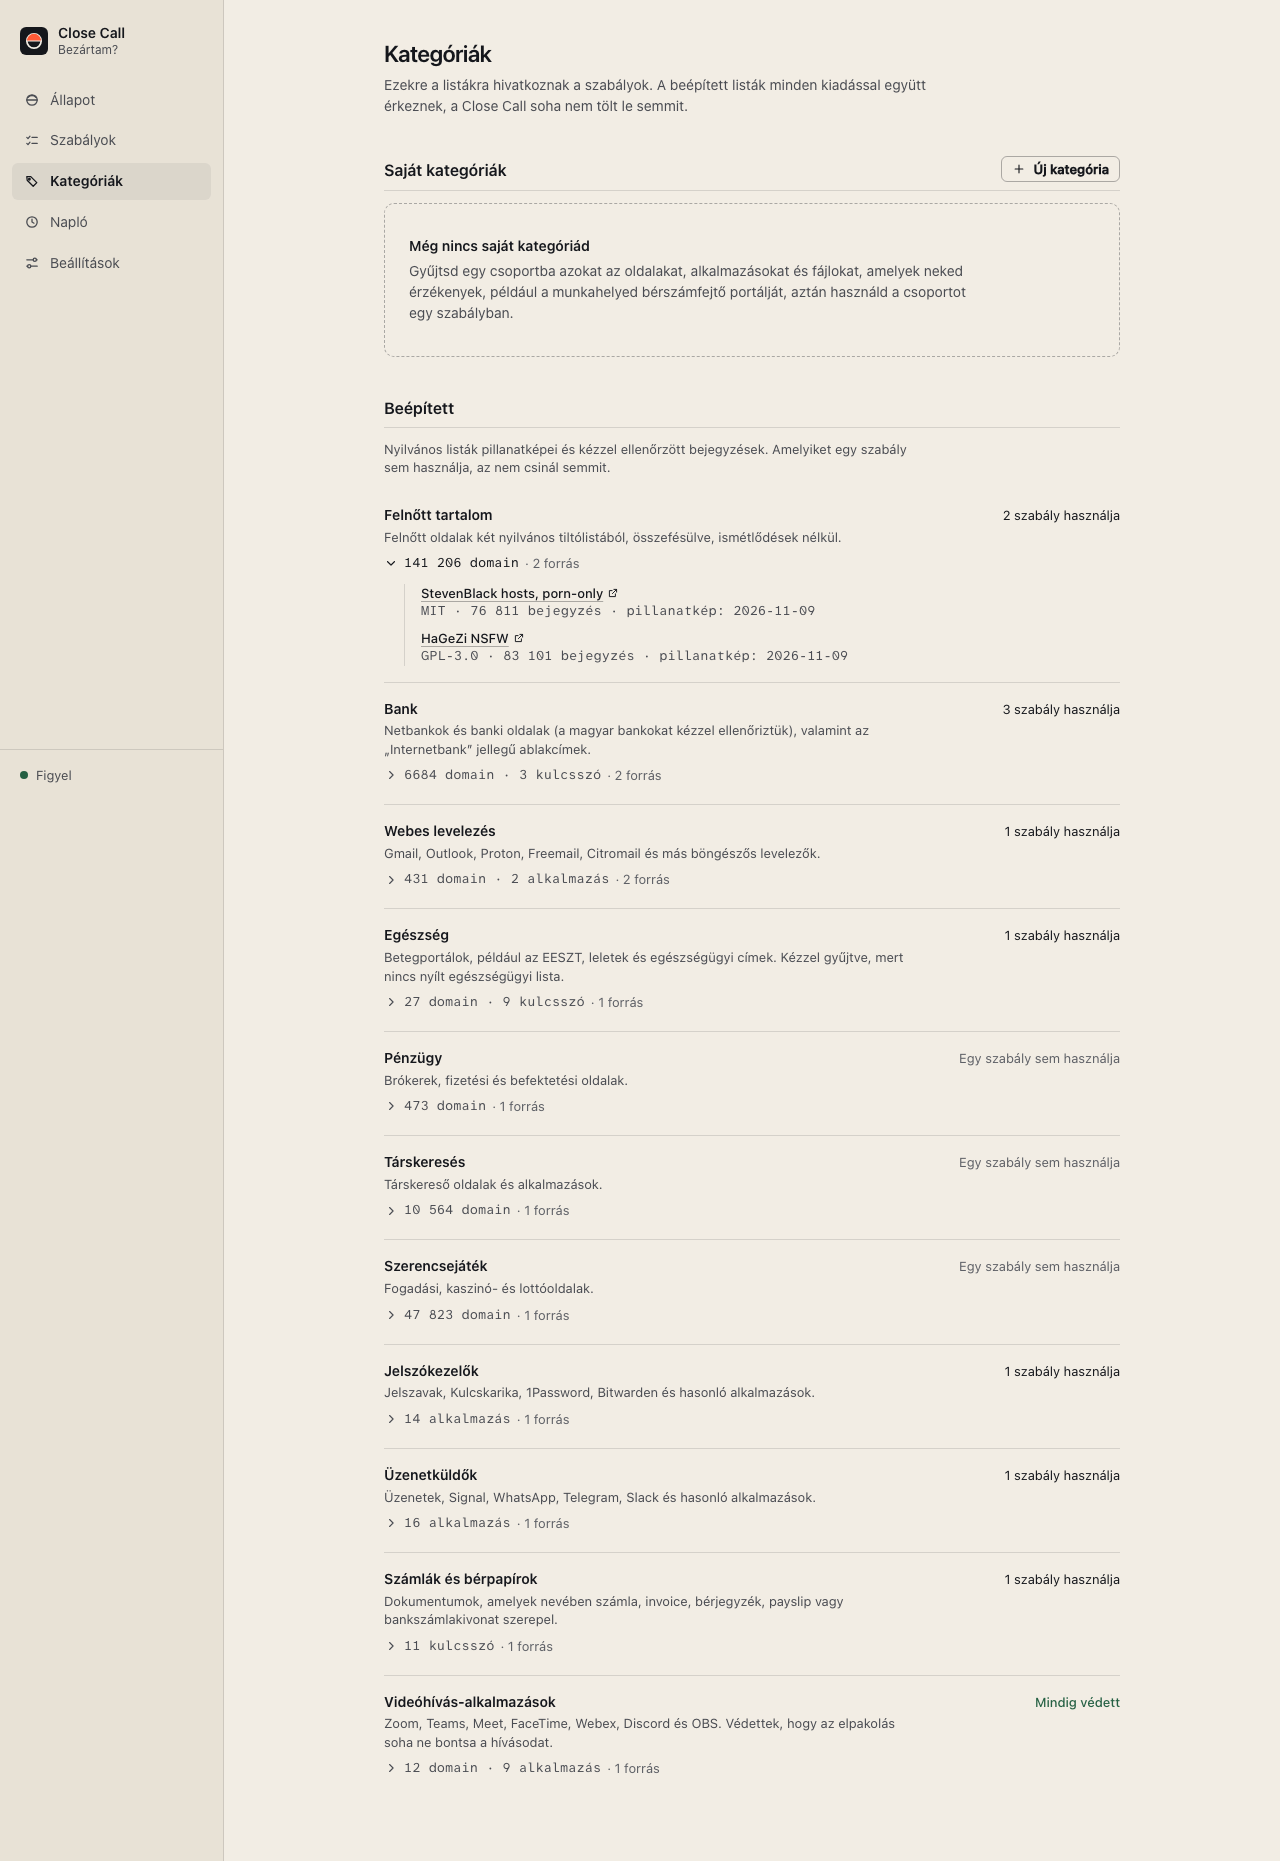 Close Call
Bezártam?
Állapot
Szabályok
Kategóriák
Napló
Beállítások
Figyel
Kategóriák
Ezekre a listákra hivatkoznak a szabályok. A beépített listák minden kiadással együtt
érkeznek, a Close Call soha nem tölt le semmit.
Saját kategóriák
+ Új kategória
Még nincs saját kategóriád
Gyűjtsd egy csoportba azokat az oldalakat, alkalmazásokat és fájlokat, amelyek neked
érzékenyek, például a munkahelyed bérszámfejtő portálját, aztán használd a csoportot
egy szabályban.
Beépített
Nyilvános listák pillanatképei és kézzel ellenőrzött bejegyzések. Amelyiket egy szabály
sem használja, az nem csinál semmit.
Felnőtt tartalom
2 szabály használja
Felnőtt oldalak két nyilvános tiltólistából, összefésülve, ismétlődések nélkül.
141 206 domain · 2 forrás
StevenBlack hosts, porn-only
MIT · 76 811 bejegyzés · pillanatkép: 2026-11-09
HaGeZi NSFW
GPL-3.0 · 83 101 bejegyzés · pillanatkép: 2026-11-09
Bank
3 szabály használja
Netbankok és banki oldalak (a magyar bankokat kézzel ellenőriztük), valamint az
„Internetbank” jellegű ablakcímek.
6684 domain · 3 kulcsszó · 2 forrás
Webes levelezés
1 szabály használja
Gmail, Outlook, Proton, Freemail, Citromail és más böngészős levelezők.
431 domain · 2 alkalmazás · 2 forrás
Egészség
1 szabály használja
Betegportálok, például az EESZT, leletek és egészségügyi címek. Kézzel gyűjtve, mert
nincs nyílt egészségügyi lista.
27 domain · 9 kulcsszó · 1 forrás
Pénzügy
Egy szabály sem használja
Brókerek, fizetési és befektetési oldalak.
473 domain · 1 forrás
Társkeresés
Egy szabály sem használja
Társkereső oldalak és alkalmazások.
10 564 domain · 1 forrás
Szerencsejáték
Egy szabály sem használja
Fogadási, kaszinó- és lottóoldalak.
47 823 domain · 1 forrás
Jelszókezelők
1 szabály használja
Jelszavak, Kulcskarika, 1Password, Bitwarden és hasonló alkalmazások.
14 alkalmazás · 1 forrás
Üzenetküldők
1 szabály használja
Üzenetek, Signal, WhatsApp, Telegram, Slack és hasonló alkalmazások.
16 alkalmazás · 1 forrás
Számlák és bérpapírok
1 szabály használja
Dokumentumok, amelyek nevében számla, invoice, bérjegyzék, payslip vagy
bankszámlakivonat szerepel.
11 kulcsszó · 1 forrás
Videóhívás-alkalmazások
Mindig védett
Zoom, Teams, Meet, FaceTime, Webex, Discord és OBS. Védettek, hogy az elpakolás
soha ne bontsa a hívásodat.
12 domain · 9 alkalmazás · 1 forrás